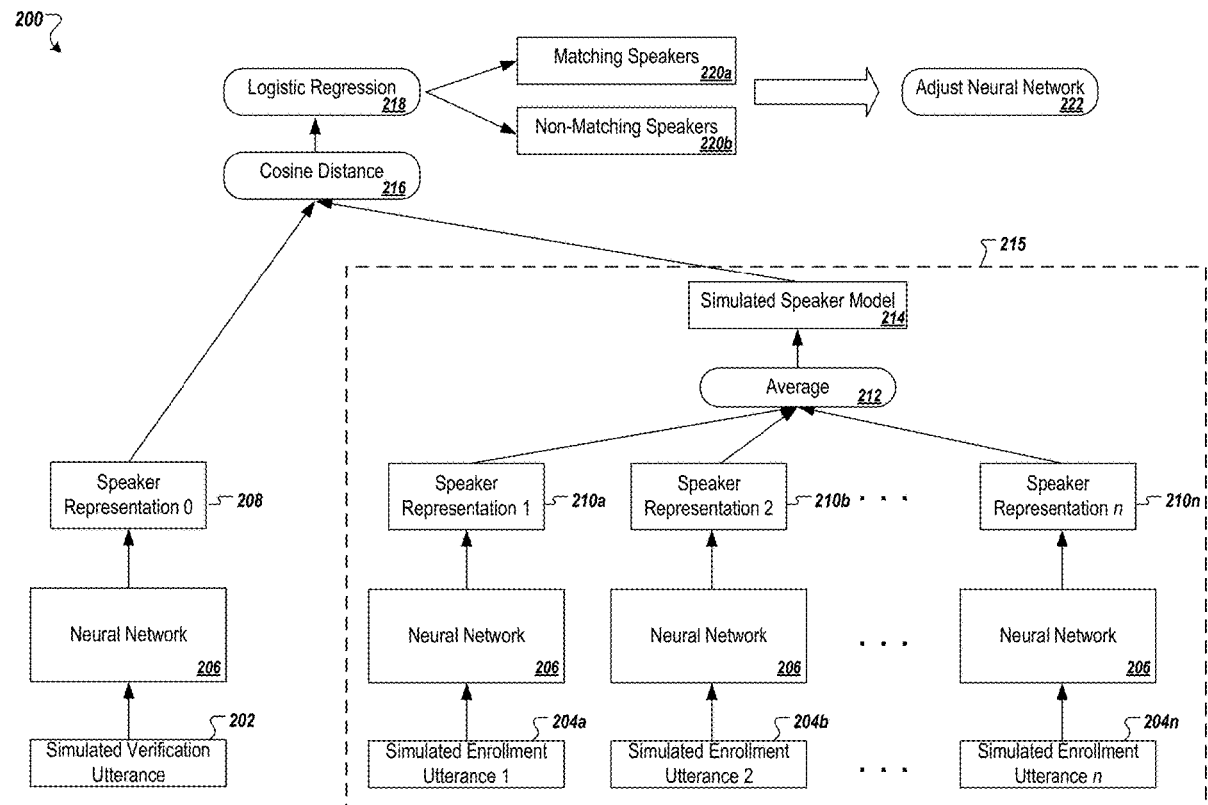 200
Matching Speakers
220a
Logistic Regression
218
Adjust Neural Network
222
Non-Matching Speakers
220b
Cosine Distance
216
215
Simulated Speaker Model
214
Average
212
Speaker
Representation 0
208
Speaker
Representation 1
210a
Speaker
Representation 2
210b
. . .
Speaker
Representation n
210n
Neural Network
206
Neural Network
206
Neural Network
206
. . .
Neural Network
206
202
Simulated Verification
Utterance
204a
Simulated Enrollment
Utterance 1
204b
Simulated Enrollment
Utterance 2
. . .
204n
Simulated Enrollment
Utterance n